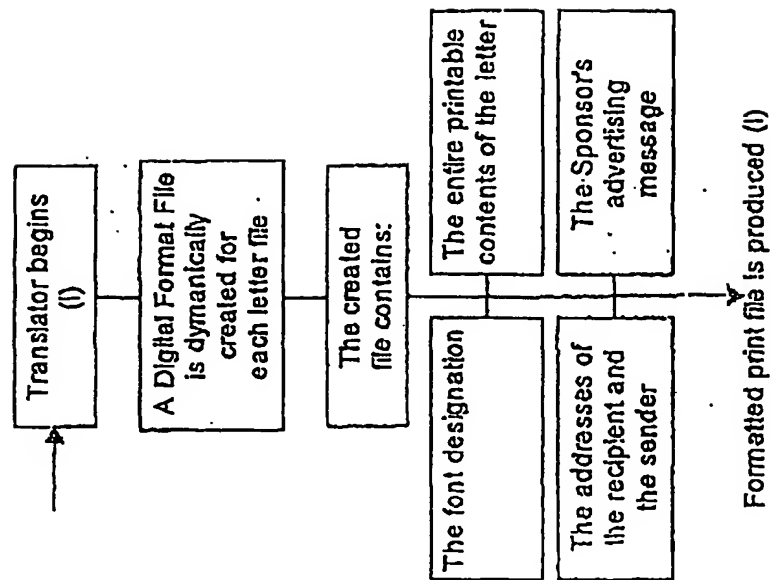 Translator begins
(I)
A Digital Format File
is dymanically
created for
each letter file
The created
file contains:
The font designation
The entire printable
contents of the letter
The addresses of
the recipient and
the sender
The Sponsor's
advertising
message
Formatted print file is produced (I)